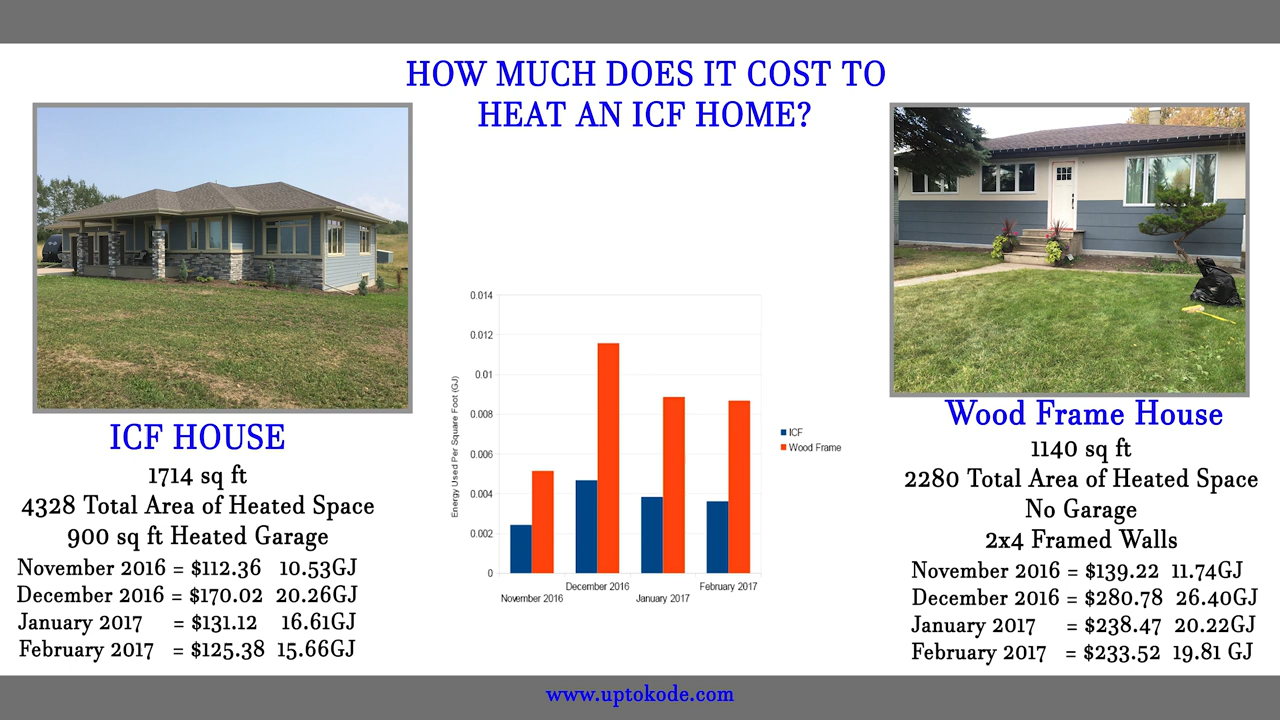 HOW MUCH DOES IT COST TO
HEAT AN ICF HOME?
ICF HOUSE
1714 sq ft
4328 Total Area of Heated Space
900 sq ft Heated Garage
November 2016 = $112.36 10.53GJ
December 2016 = $170.02 20.26GJ
January 2017 = $131.12 16.61GJ
February 2017 = $125.38 15.66GJ
Energy Used Per Square Foot (GJ)
0.014
0.012
0.01
0.008
0.006
0.004
0.002
0
November 2016
December 2016
January 2017
February 2017
ICF
Wood Frame
Wood Frame House
1140 sq ft
2280 Total Area of Heated Space
No Garage
2x4 Framed Walls
November 2016 = $139.22 11.74GJ
December 2016 = $280.78 26.40GJ
January 2017 = $238.47 20.22GJ
February 2017 = $233.52 19.81 GJ
www.uptokode.com